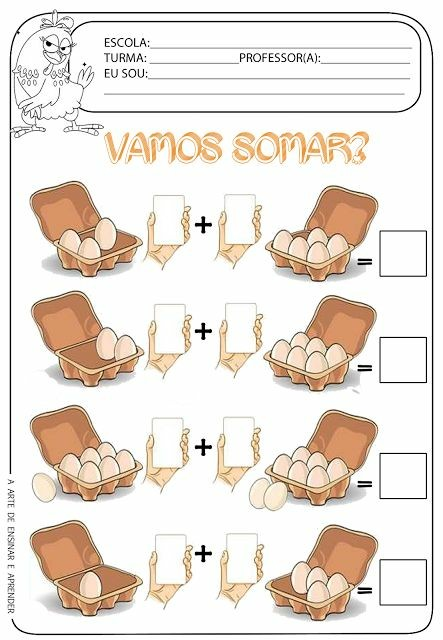 ESCOLA:
TURMA: PROFESSOR(A):
EU SOU:
VAMOS SOMAR?
+ =
+ =
+ =
+ =
A ARTE DE ENSINAR E APRENDER